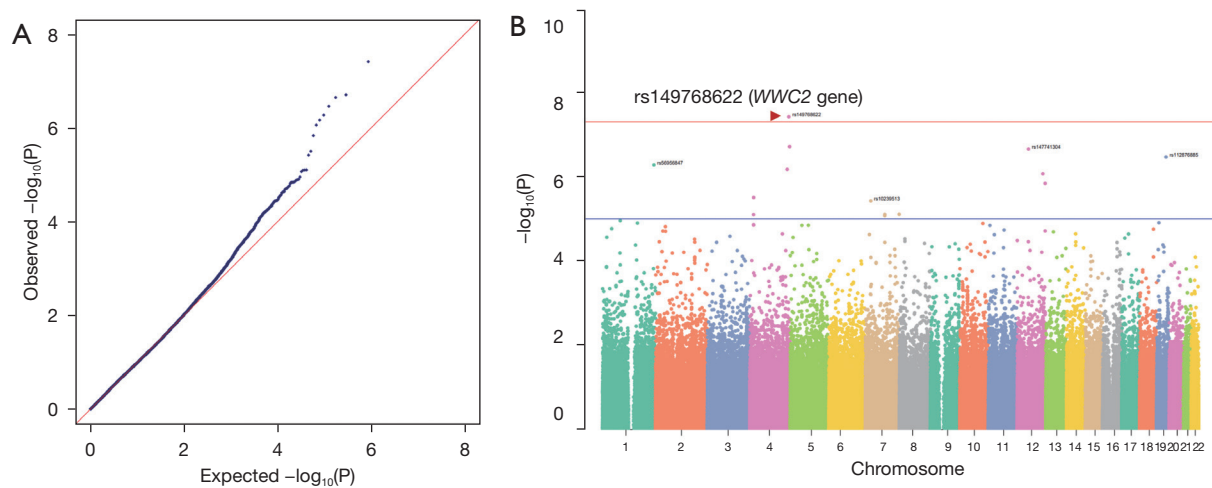 A
8
6
4
2
0
0 2 4 6 8
Observed −log10(P)
Expected −log10(P)
B
10
8
6
4
2
0
−log10(P)
rs149768622 (WWC2 gene)
rs149768622
rs147741304
rs112876885
rs10239513
1 2 3 4 5 6 7 8 9 10 11 12 13 14 15 16 17 18 19 20 21 22
Chromosome